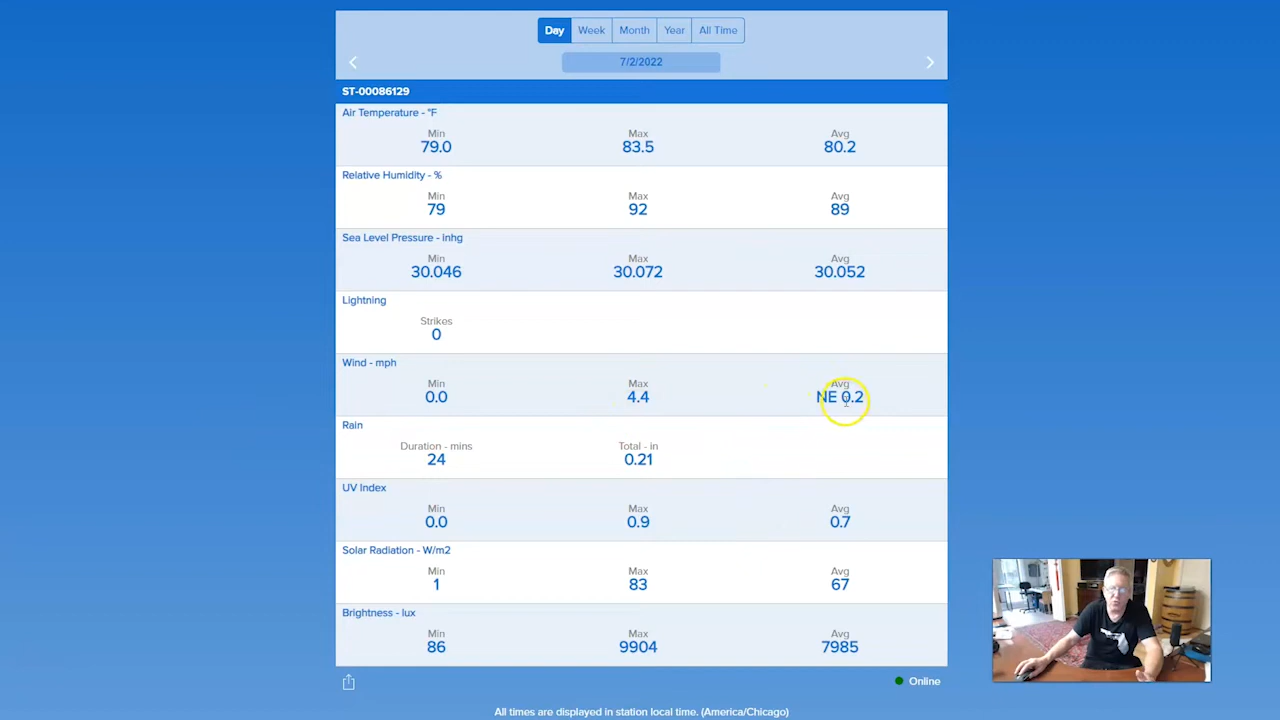 Day Week Month Year All Time
7/2/2022
ST-00086129
Air Temperature - °F
Min Max Avg
79.0 83.5 80.2
Relative Humidity - %
Min Max Avg
79 92 89
Sea Level Pressure - inhg
Min Max Avg
30.046 30.072 30.052
Lightning
Strikes
0
Wind - mph
Min Max Avg
0.0 4.4 NE 0.2
Rain
Duration - mins Total - in
24 0.21
UV Index
Min Max Avg
0.0 0.9 0.7
Solar Radiation - W/m2
Min Max Avg
1 83 67
Brightness - lux
Min Max Avg
86 9904 7985
Online
All times are displayed in station local time. (America/Chicago)